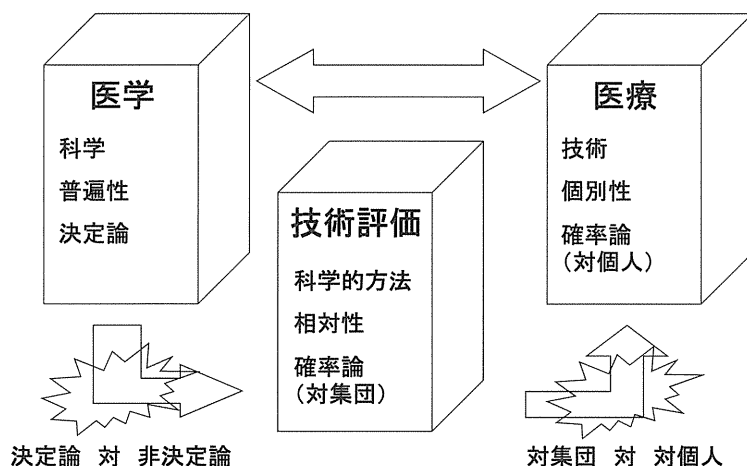 医学
科学
普遍性
決定論
技術評価
科学的方法
相対性
確率論
（対集団）
医療
技術
個別性
確率論
（対個人）
決定論 対 非決定論
対集団 対 対個人